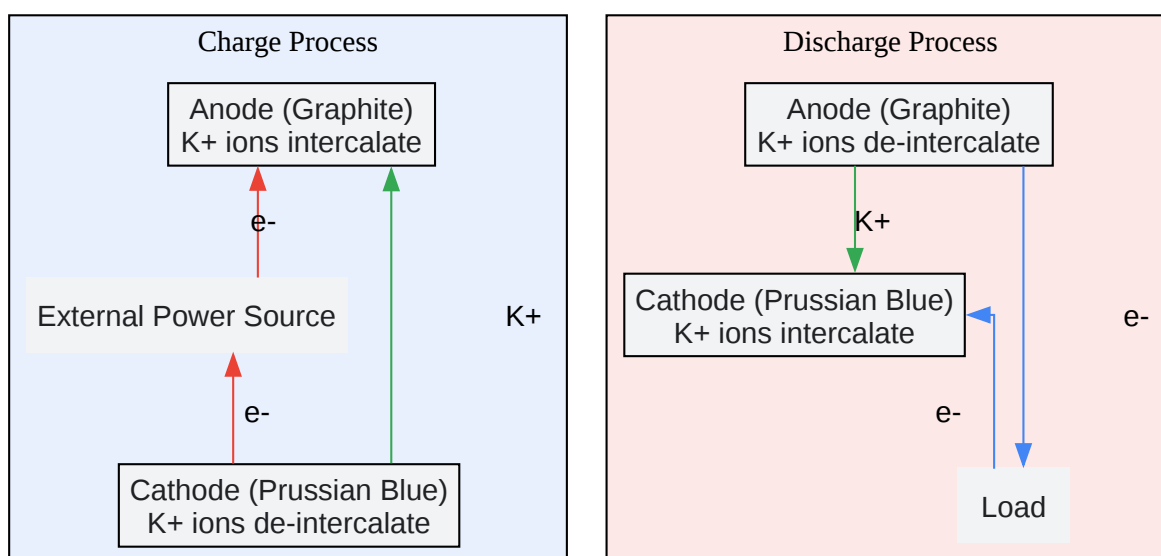 Charge Process
Anode (Graphite)
K+ ions intercalate
e-
External Power Source
K+
e-
Cathode (Prussian Blue)
K+ ions de-intercalate
Discharge Process
Anode (Graphite)
K+ ions de-intercalate
K+
Cathode (Prussian Blue)
K+ ions intercalate
e-
e-
Load